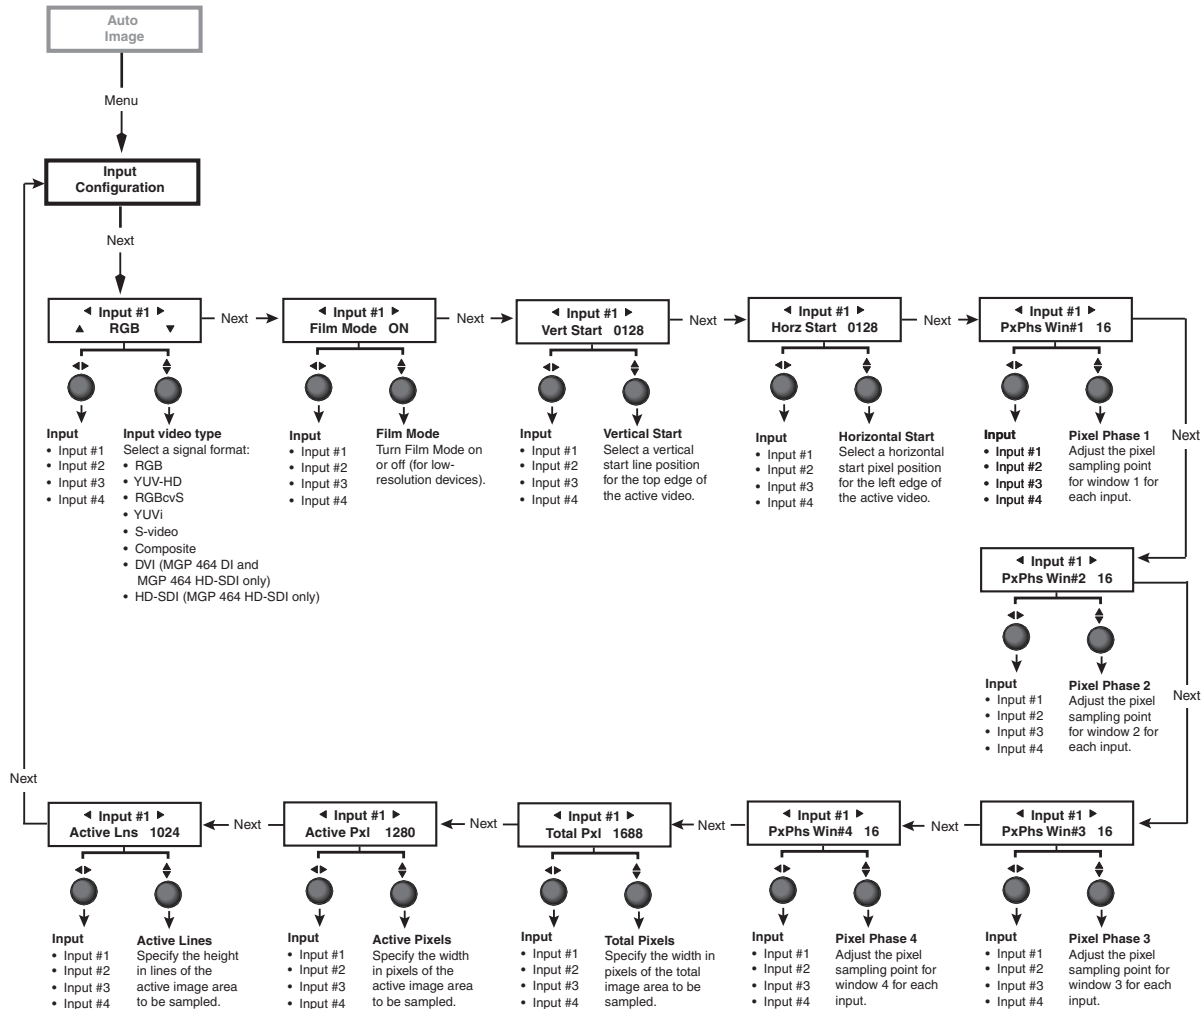 Auto
Image
Menu
Input
Configuration
Next
◄ Input #1 ►
▲ RGB ▼
Next
◄ Input #1 ►
Film Mode ON
Next
◄ Input #1 ►
Vert Start 0128
Next
◄ Input #1 ►
Horz Start 0128
Next
◄ Input #1 ►
PxPhs Win#1 16
Next
Input
• Input #1
• Input #2
• Input #3
• Input #4
Input video type
Select a signal format:
• RGB
• YUV-HD
• RGBcvS
• YUVi
• S-video
• Composite
• DVI (MGP 464 DI and
MGP 464 HD-SDI only)
• HD-SDI (MGP 464 HD-SDI only)
Input
• Input #1
• Input #2
• Input #3
• Input #4
Film Mode
Turn Film Mode on
or off (for low-
resolution devices).
Input
• Input #1
• Input #2
• Input #3
• Input #4
Vertical Start
Select a vertical
start line position
for the top edge of
the active video.
Input
• Input #1
• Input #2
• Input #3
• Input #4
Horizontal Start
Select a horizontal
start pixel position
for the left edge of
the active video.
Input
• Input #1
• Input #2
• Input #3
• Input #4
Pixel Phase 1
Adjust the pixel
sampling point
for window 1 for
each input.
◄ Input #1 ►
PxPhs Win#2 16
Next
Input
• Input #1
• Input #2
• Input #3
• Input #4
Pixel Phase 2
Adjust the pixel
sampling point
for window 2 for
each input.
Next
◄ Input #1 ►
Active Lns 1024
Next
◄ Input #1 ►
Active Pxl 1280
Next
◄ Input #1 ►
Total Pxl 1688
Next
◄ Input #1 ►
PxPhs Win#4 16
Next
◄ Input #1 ►
PxPhs Win#3 16
Input
• Input #1
• Input #2
• Input #3
• Input #4
Active Lines
Specify the height
in lines of the
active image area
to be sampled.
Input
• Input #1
• Input #2
• Input #3
• Input #4
Active Pixels
Specify the width
in pixels of the
active image area
to be sampled.
Input
• Input #1
• Input #2
• Input #3
• Input #4
Total Pixels
Specify the width in
pixels of the total
image area to be
sampled.
Input
• Input #1
• Input #2
• Input #3
• Input #4
Pixel Phase 4
Adjust the pixel
sampling point for
window 4 for each
input.
Input
• Input #1
• Input #2
• Input #3
• Input #4
Pixel Phase 3
Adjust the pixel
sampling point for
window 3 for each
input.